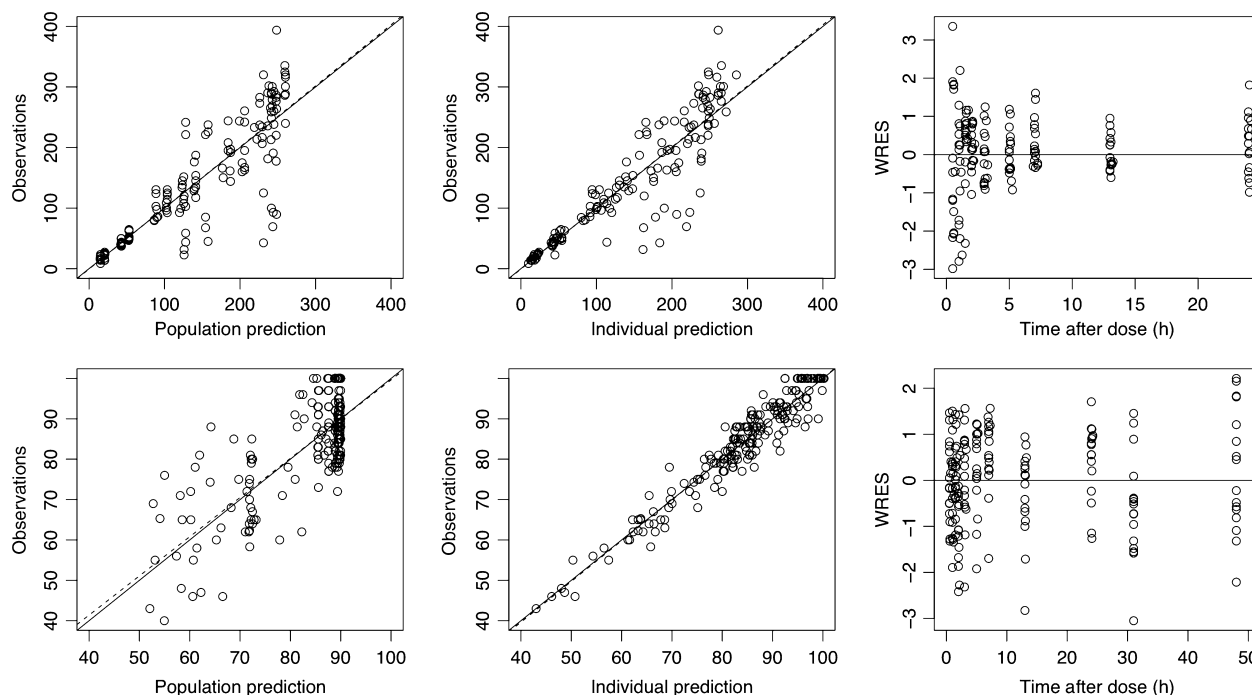 400
300
200
100
0
Observations
0 100 200 300 400
Population prediction
400
300
200
100
0
Observations
0 100 200 300 400
Individual prediction
3
2
1
0
−1
−2
−3
WRES
0 5 10 15 20
Time after dose (h)
90
80
70
60
50
40
Observations
40 50 60 70 80 90 100
Population prediction
90
80
70
60
50
40
Observations
40 50 60 70 80 90 100
Individual prediction
2
1
0
−1
−2
−3
WRES
0 10 20 30 40 50
Time after dose (h)